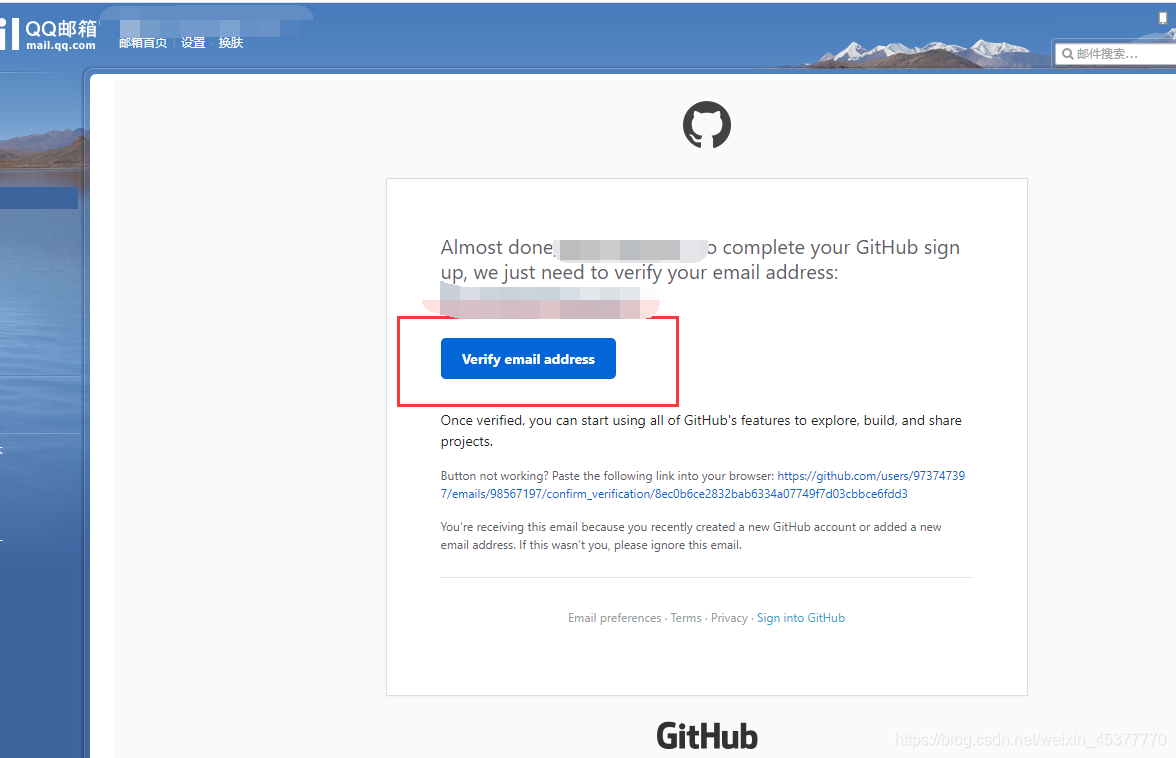 il QQ邮箱
mail.qq.com
邮箱首页 | 设置 - 换肤
邮件搜索...
Almost done, o complete your GitHub sign
up, we just need to verify your email address:
Verify email address
Once verified, you can start using all of GitHub's features to explore, build, and share
projects.
Button not working? Paste the following link into your browser: https://github.com/users/97374739
7/emails/98567197/confirm_verification/8ec0b6ce2832bab6334a07749f7d03cbbce6fdd3
You're receiving this email because you recently created a new GitHub account or added a new
email address. If this wasn't you, please ignore this email.
Email preferences · Terms · Privacy · Sign into GitHub
GitHub
https://blog.csdn.net/weixin_45377770